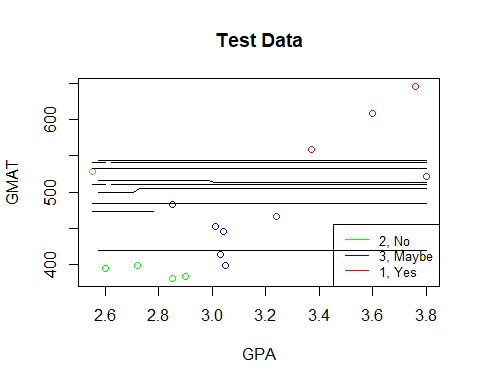 Test Data
GMAT
600
500
400
2, No
3, Maybe
1, Yes
2.6 2.8 3.0 3.2 3.4 3.6 3.8
GPA